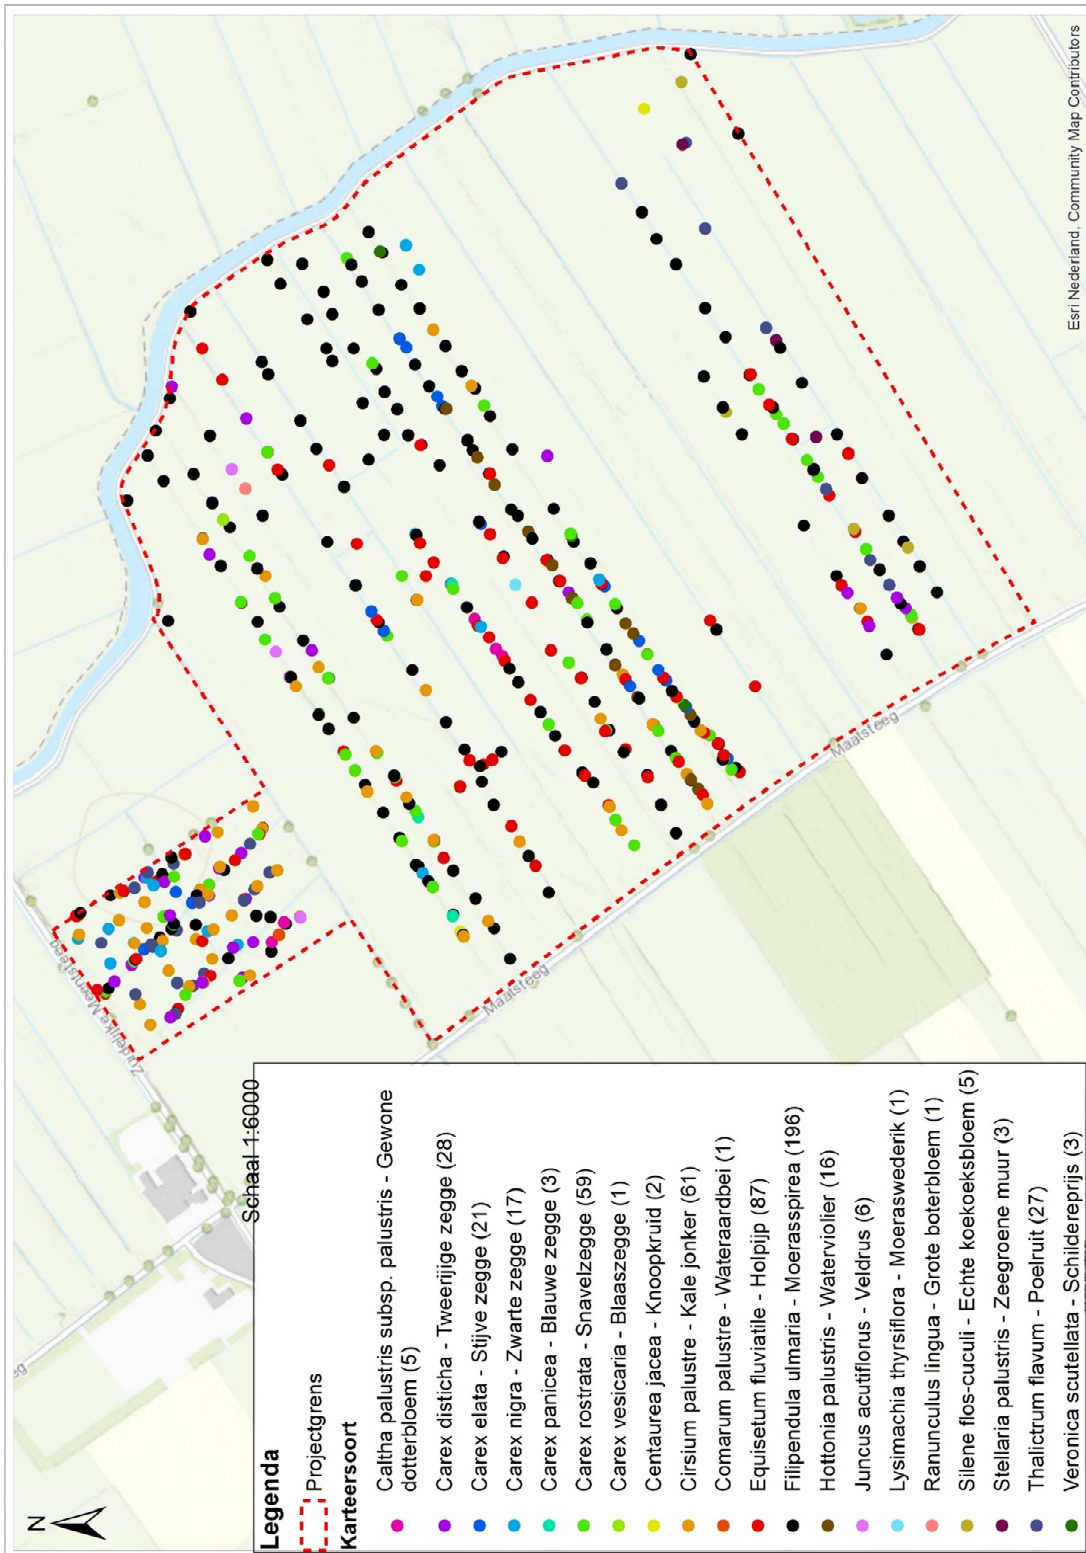 N
Zuidelijke Meentsteeg
Maatsteeg
Maatsteeg
eg
Schaal 1:6000
Legenda
Projectgrens
Karteersoort
Caltha palustris subsp. palustris - Gewone
dotterbloem (5)
Carex disticha - Tweerijige zegge (28)
Carex elata - Stijve zegge (21)
Carex nigra - Zwarte zegge (17)
Carex panicea - Blauwe zegge (3)
Carex rostrata - Snavelzegge (59)
Carex vesicaria - Blaaszegge (1)
Centaurea jacea - Knoopkruid (2)
Cirsium palustre - Kale jonker (61)
Comarum palustre - Wateraardbei (1)
Equisetum fluviatile - Holpijp (87)
Filipendula ulmaria - Moerasspirea (196)
Hottonia palustris - Waterviolier (16)
Juncus acutiflorus - Veldrus (6)
Lysimachia thyrsiflora - Moeraswederik (1)
Ranunculus lingua - Grote boterbloem (1)
Silene flos-cuculi - Echte koekoeksbloem (5)
Stellaria palustris - Zeegroene muur (3)
Thalictrum flavum - Poelruit (27)
Veronica scutellata - Schildereprijs (3)
Esri Nederland, Community Map Contributors